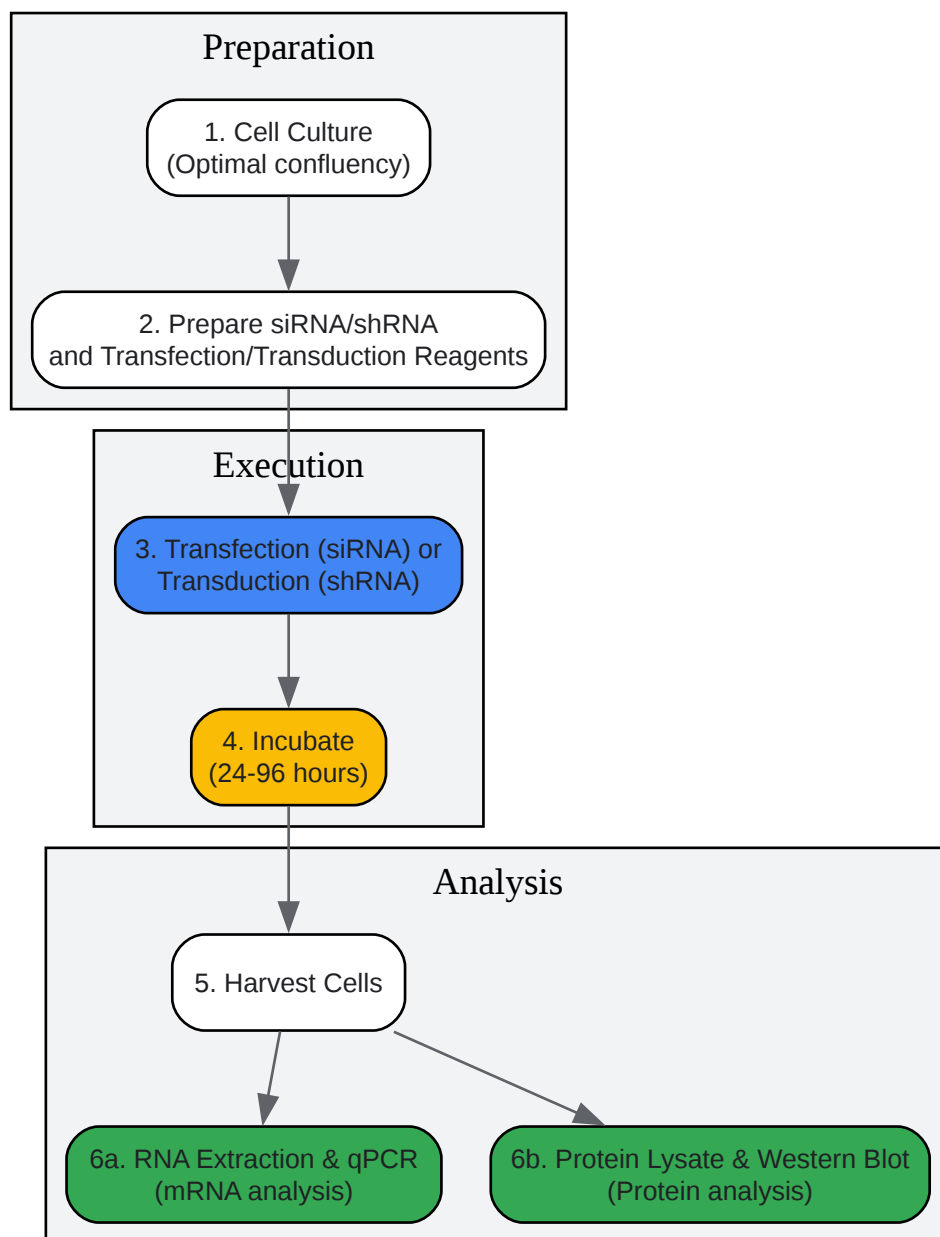 Preparation
1. Cell Culture
(Optimal confluency)
2. Prepare siRNA/shRNA
and Transfection/Transduction Reagents
Execution
3. Transfection (siRNA) or
Transduction (shRNA)
4. Incubate
(24-96 hours)
Analysis
5. Harvest Cells
6a. RNA Extraction & qPCR
(mRNA analysis)
6b. Protein Lysate & Western Blot
(Protein analysis)